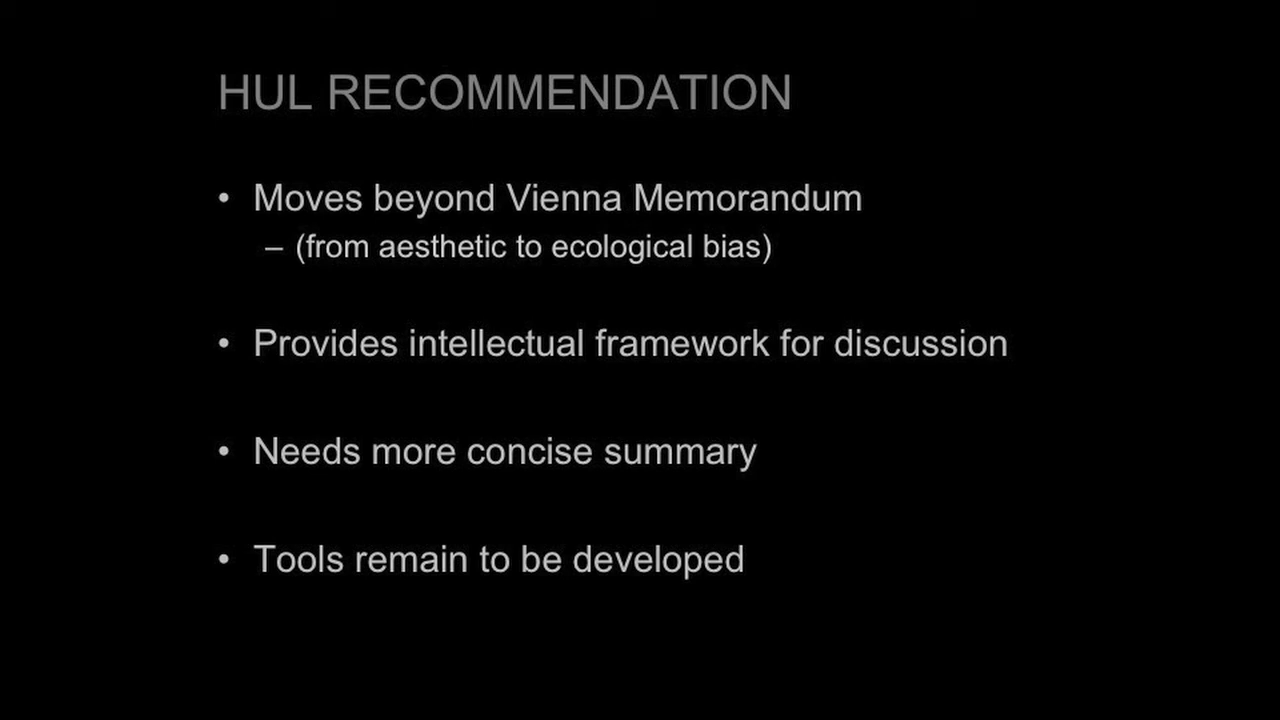 HUL RECOMMENDATION
• Moves beyond Vienna Memorandum
– (from aesthetic to ecological bias)
• Provides intellectual framework for discussion
• Needs more concise summary
• Tools remain to be developed